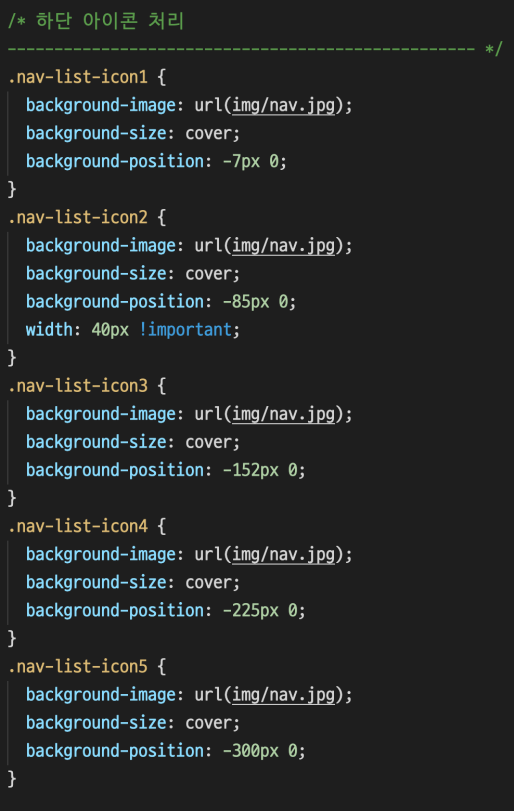 /* 하단 아이콘 처리
-------------------------------------------------- */
.nav-list-icon1 {
  background-image: url(img/nav.jpg);
  background-size: cover;
  background-position: -7px 0;
}
.nav-list-icon2 {
  background-image: url(img/nav.jpg);
  background-size: cover;
  background-position: -85px 0;
  width: 40px !important;
}
.nav-list-icon3 {
  background-image: url(img/nav.jpg);
  background-size: cover;
  background-position: -152px 0;
}
.nav-list-icon4 {
  background-image: url(img/nav.jpg);
  background-size: cover;
  background-position: -225px 0;
}
.nav-list-icon5 {
  background-image: url(img/nav.jpg);
  background-size: cover;
  background-position: -300px 0;
}